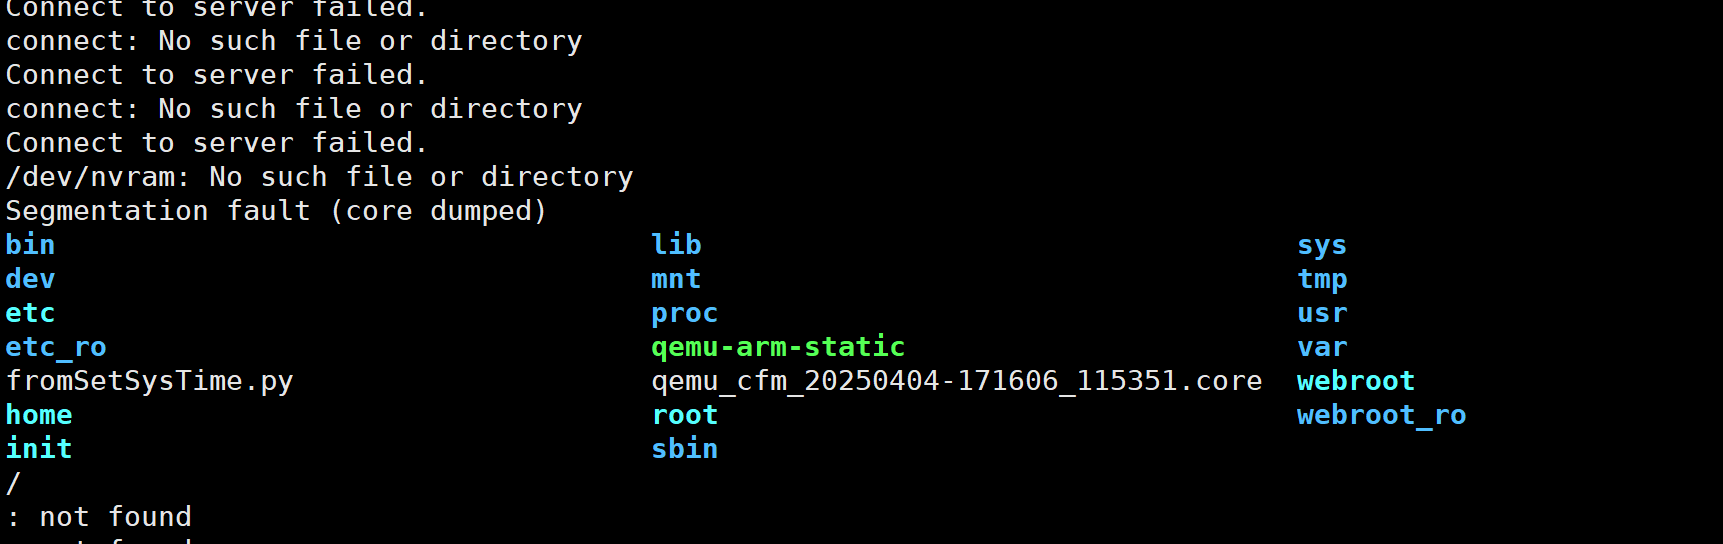 Connect to server failed.
connect: No such file or directory
Connect to server failed.
connect: No such file or directory
Connect to server failed.
/dev/nvram: No such file or directory
Segmentation fault (core dumped)
bin lib sys
dev mnt tmp
etc proc usr
etc_ro qemu-arm-static var
fromSetSysTime.py qemu_cfm_20250404-171606_115351.core webroot
home root webroot_ro
init sbin
/
: not found